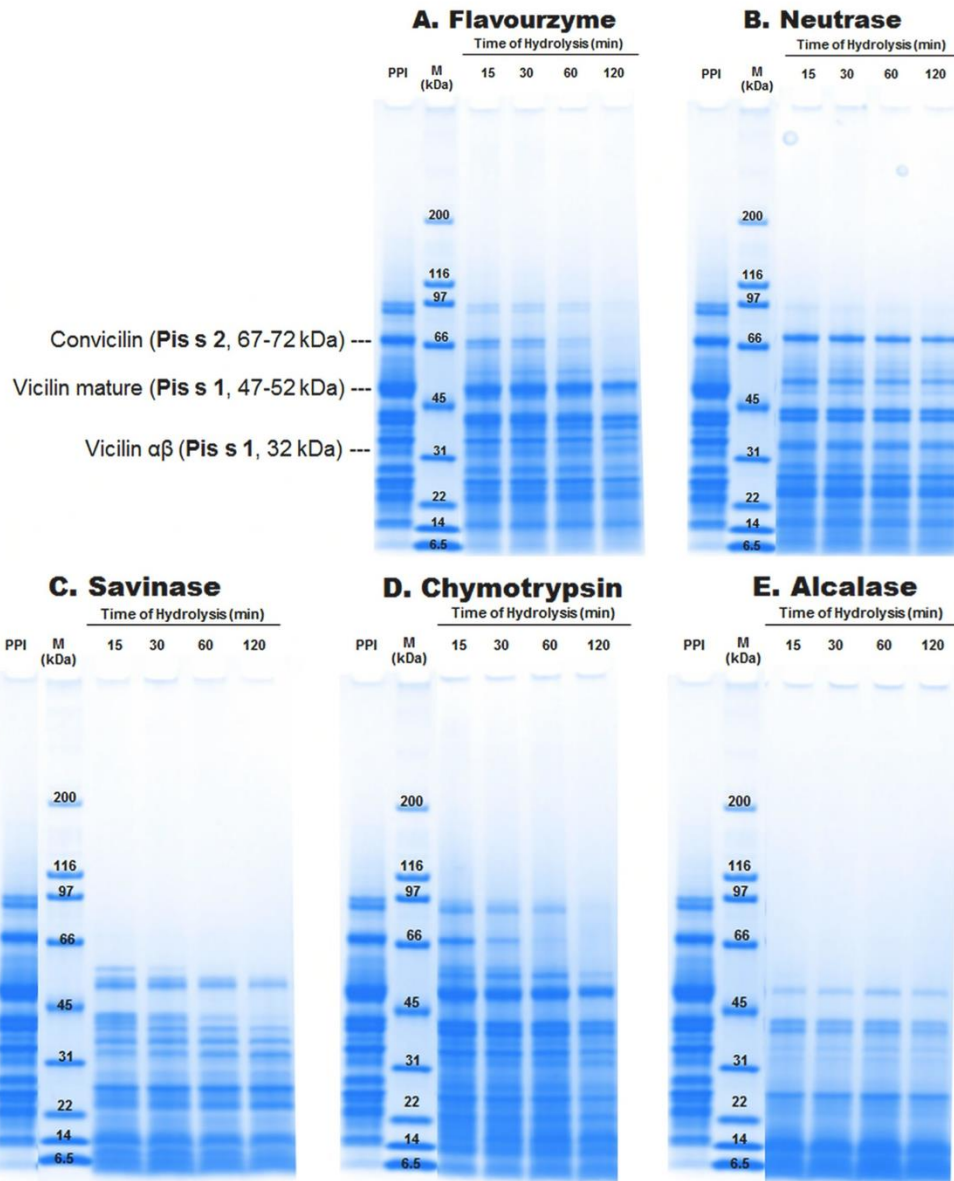 A. Flavourzyme
Time of Hydrolysis (min)
PPI M (kDa) 15 30 60 120
200
116
97
66
45
31
22
14
6.5
Convicilin (Pis s 2, 67-72 kDa) ---
Vicilin mature (Pis s 1, 47-52 kDa) ---
Vicilin αβ (Pis s 1, 32 kDa) ---
B. Neutrase
Time of Hydrolysis (min)
PPI M (kDa) 15 30 60 120
200
116
97
66
45
31
22
14
6.5
C. Savinase
Time of Hydrolysis (min)
PPI M (kDa) 15 30 60 120
200
116
97
66
45
31
22
14
6.5
D. Chymotrypsin
Time of Hydrolysis (min)
PPI M (kDa) 15 30 60 120
200
116
97
66
45
31
22
14
6.5
E. Alcalase
Time of Hydrolysis (min)
PPI M (kDa) 15 30 60 120
200
116
97
66
45
31
22
14
6.5